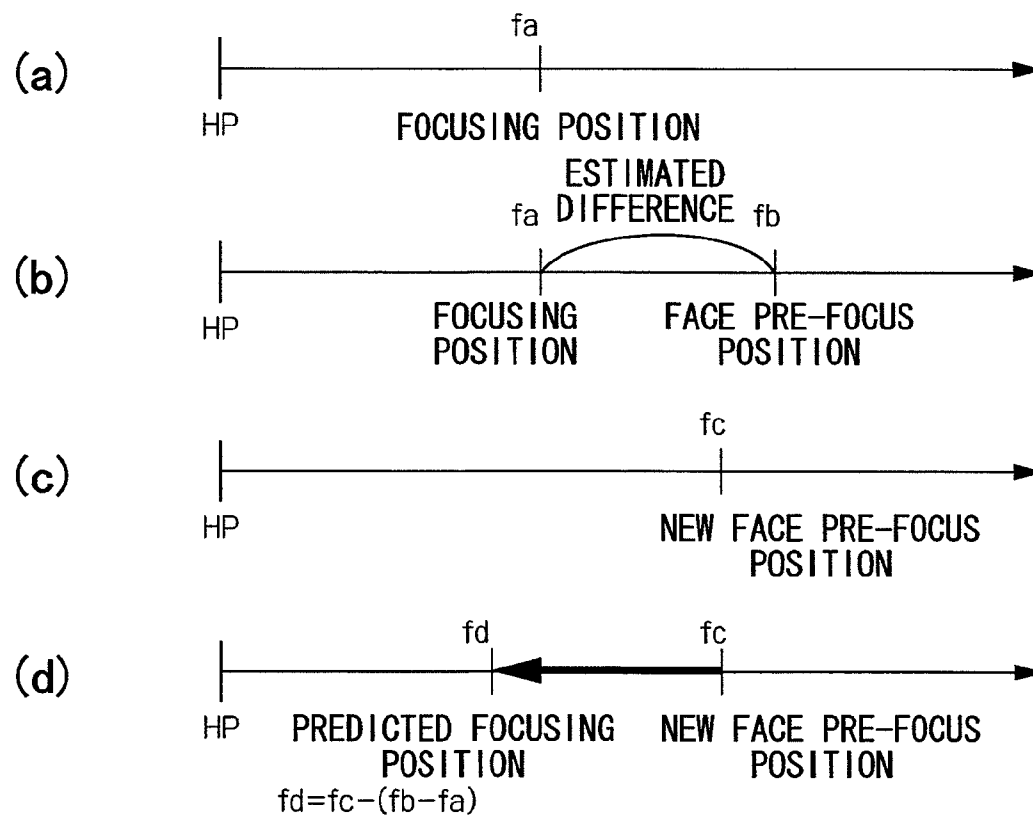 (a)
fa
HP
FOCUSING POSITION
ESTIMATED
DIFFERENCE
(b)
fa
fb
HP
FOCUSING
POSITION
FACE PRE-FOCUS
POSITION
(c)
fc
HP
NEW FACE PRE-FOCUS
POSITION
(d)
fd
fc
HP
PREDICTED FOCUSING
POSITION
fd=fc-(fb-fa)
NEW FACE PRE-FOCUS
POSITION